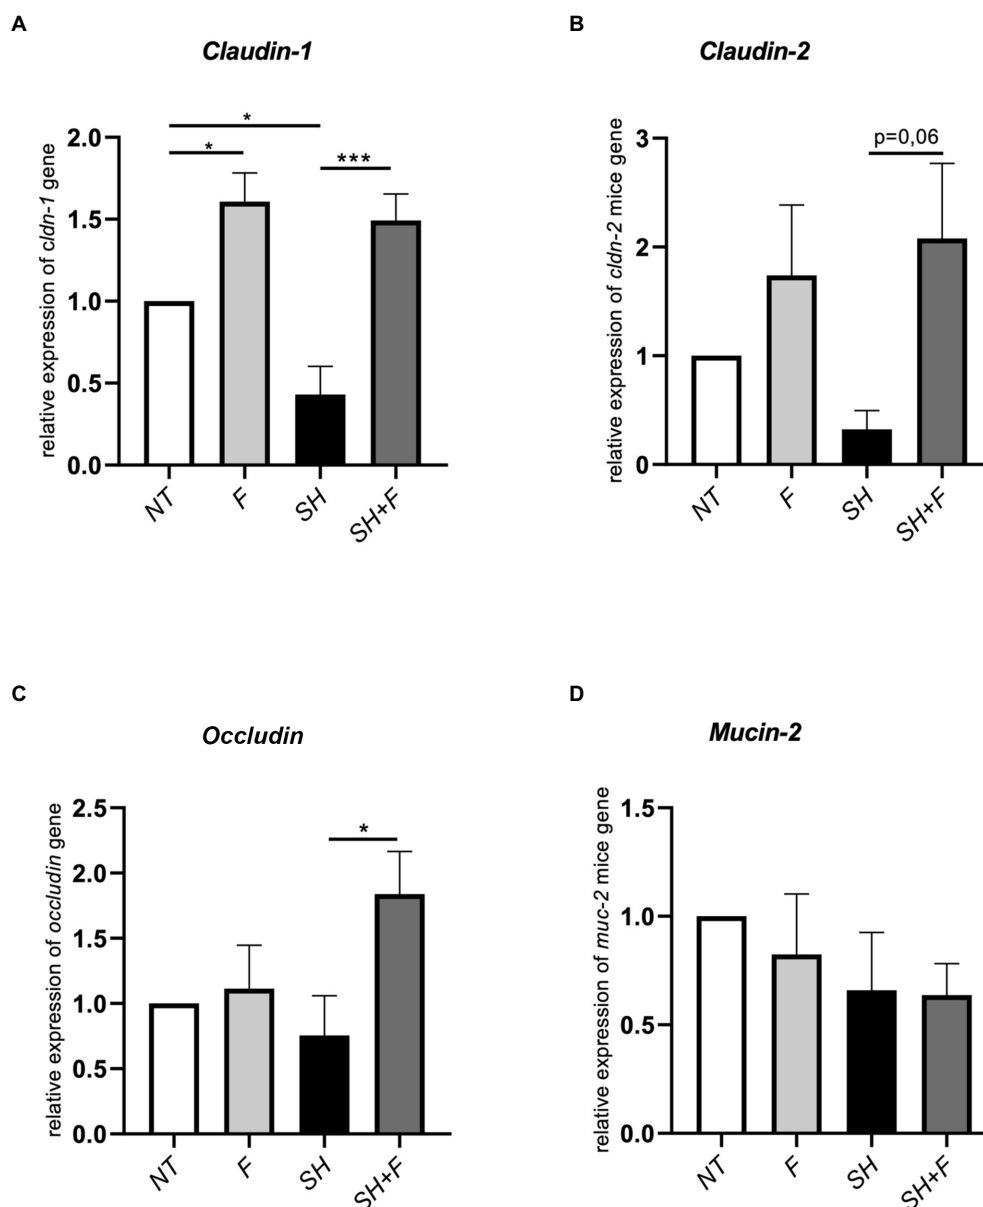 A
Claudin-1
relative expression of cldn-1 gene
2.0
1.5
1.0
0.5
0.0
*
*
***
NT
F
SH
SH+F
B
Claudin-2
relative expression of cldn-2 mice gene
3
2
1
0
p=0,06
NT
F
SH
SH+F
C
Occludin
relative expression of occludin gene
2.5
2.0
1.5
1.0
0.5
0.0
*
NT
F
SH
SH+F
D
Mucin-2
relative expression of muc-2 mice gene
1.5
1.0
0.5
0.0
NT
F
SH
SH+F